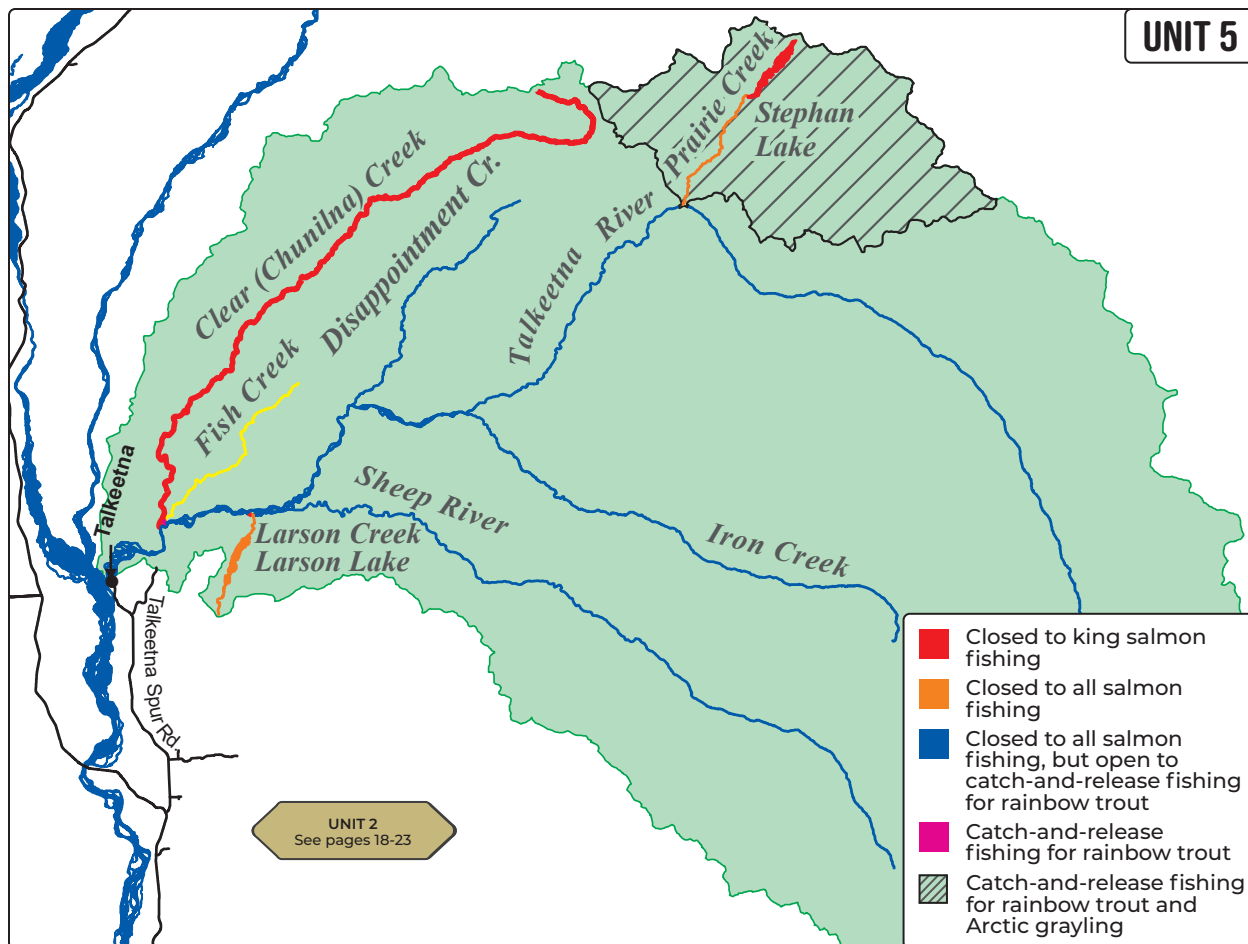 UNIT 5
Prairie Creek
Stephan
Lake
Clear (Chunilna) Creek
Disappointment Cr.
Talkeetna River
Fish Creek
Talkeetna
Sheep River
Larson Creek
Larson Lake
Iron Creek
Talkeetna Spur Rd.
UNIT 2
See pages 18-23
Closed to king salmon
fishing
Closed to all salmon
fishing
Closed to all salmon
fishing, but open to
catch-and-release fishing
for rainbow trout
Catch-and-release
fishing for rainbow trout
Catch-and-release fishing
for rainbow trout and
Arctic grayling